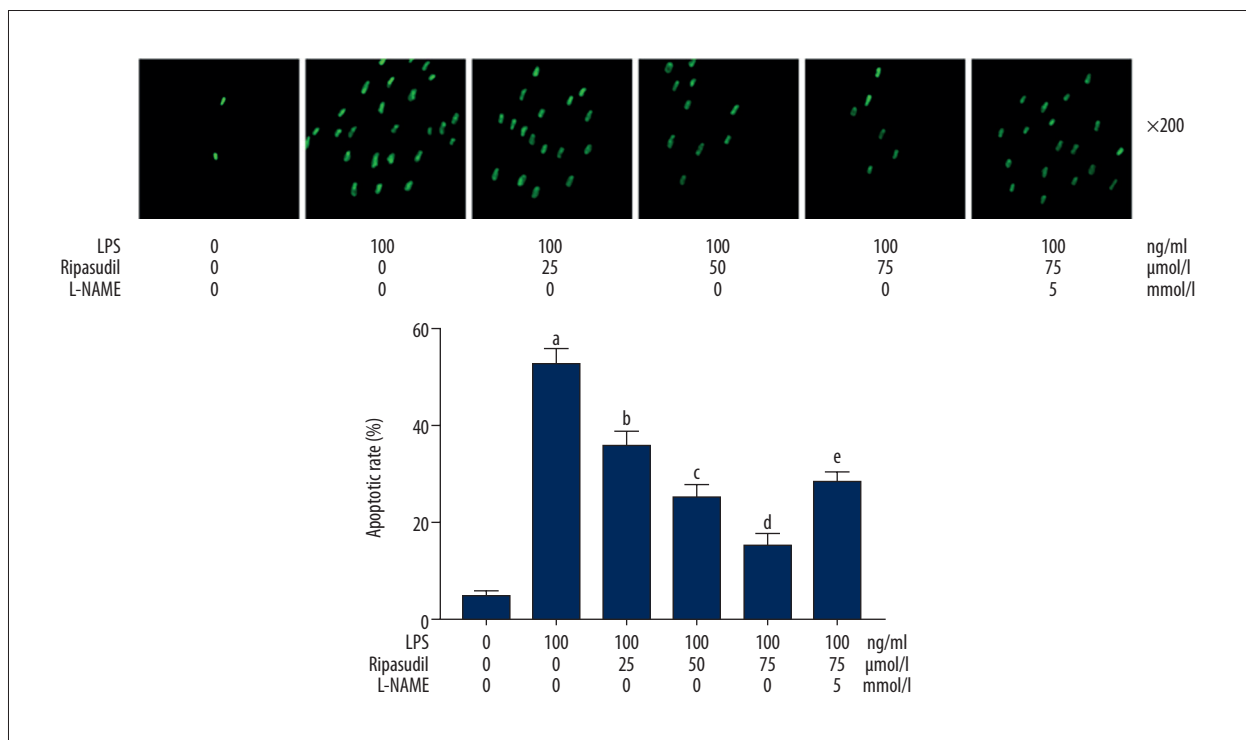 ×200
LPS 0 100 100 100 100 100 ng/ml
Ripasudil 0 0 25 50 75 75 µmol/l
L-NAME 0 0 0 0 0 5 mmol/l
60
40
20
0
Apoptotic rate (%)
a
b
c
d
e
LPS 0 100 100 100 100 100 ng/ml
Ripasudil 0 0 25 50 75 75 µmol/l
L-NAME 0 0 0 0 0 5 mmol/l